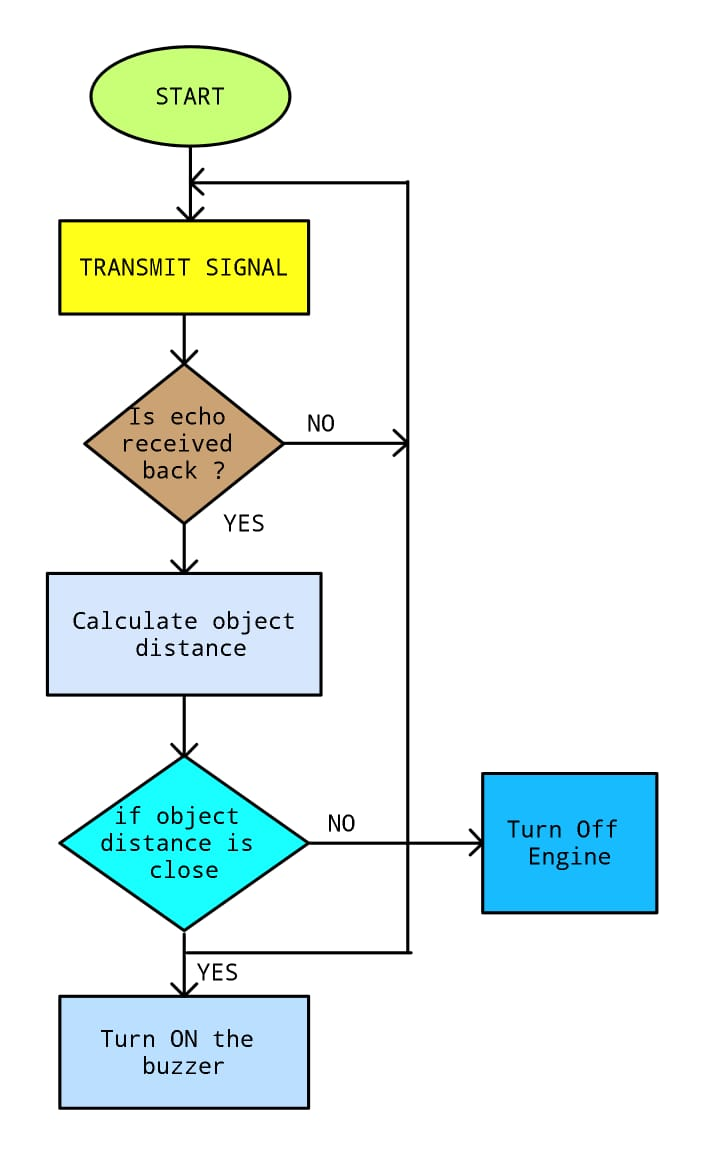 START
TRANSMIT SIGNAL
Is echo
received
back ?
NO
YES
Calculate object
distance
if object
distance is
close
NO
Turn Off
Engine
YES
Turn ON the
buzzer